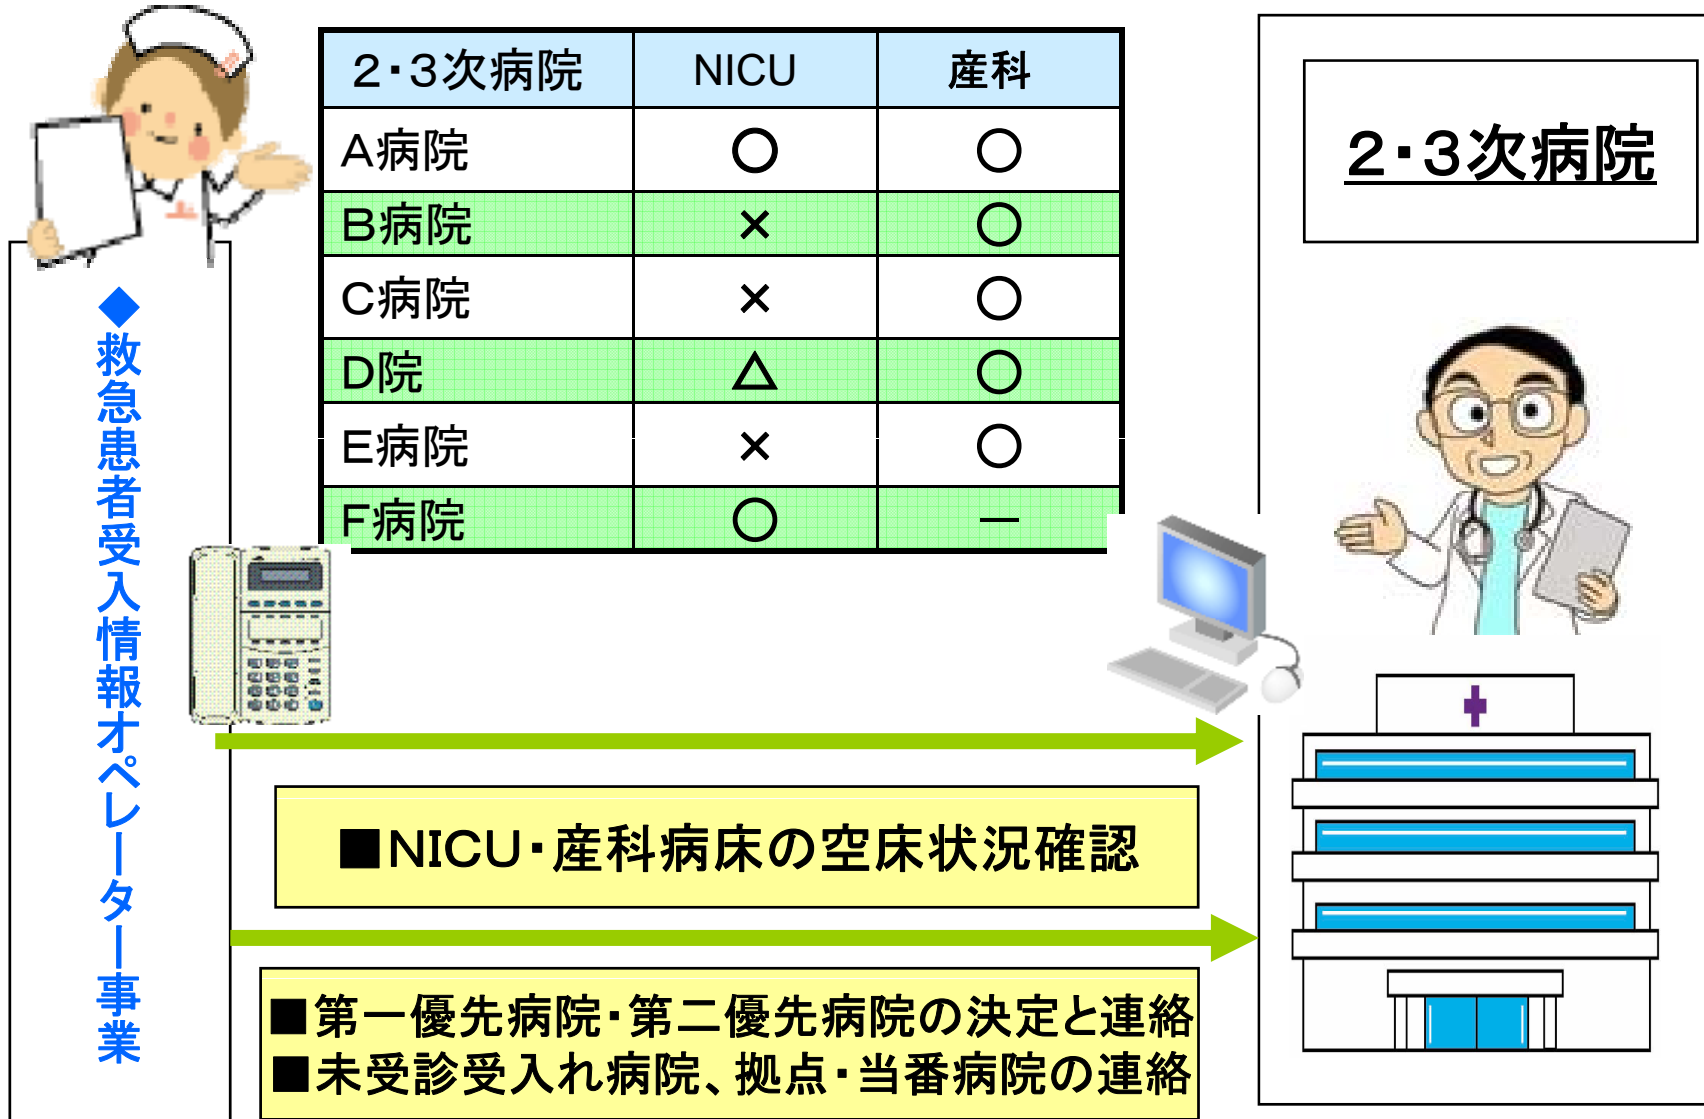 2・3次病院 NICU 産科
A病院 ○ ○
B病院 × ○
C病院 × ○
D院 △ ○
E病院 × ○
F病院 ○ －
2・3次病院
◆救急患者受入情報オペレーター事業
■NICU・産科病床の空床状況確認
■第一優先病院・第二優先病院の決定と連絡
■未受診受入れ病院、拠点・当番病院の連絡